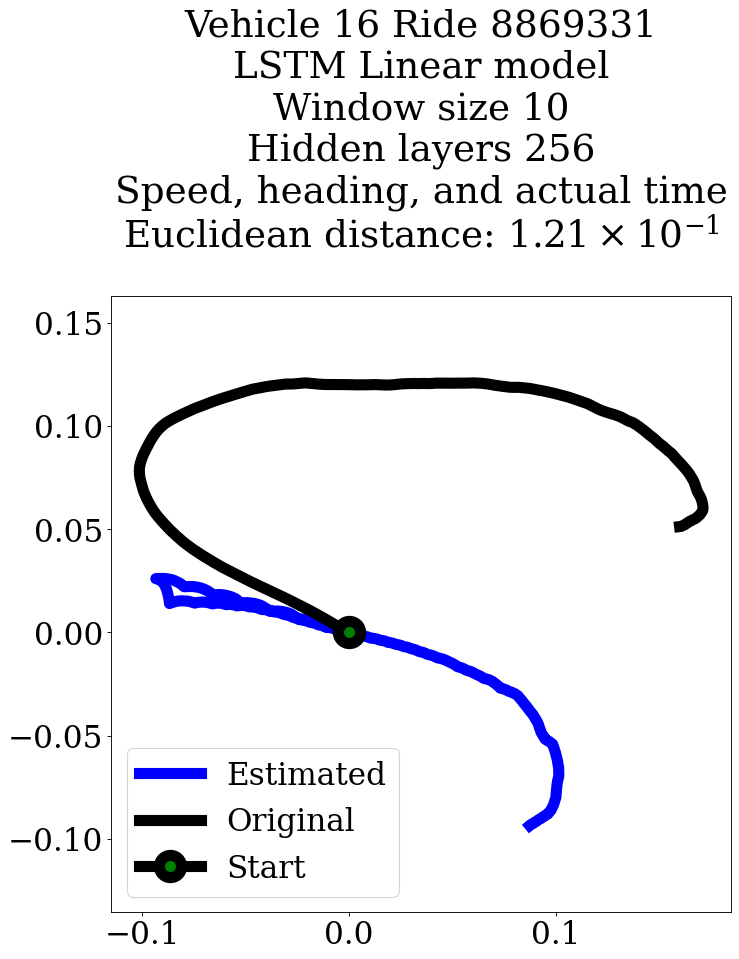 Vehicle 16 Ride 8869331
LSTM Linear model
Window size 10
Hidden layers 256
Speed, heading, and actual time
Euclidean distance: 1.21 × 10⁻¹
0.15
0.10
0.05
0.00
−0.05
−0.10
Estimated
Original
Start
−0.1
0.0
0.1